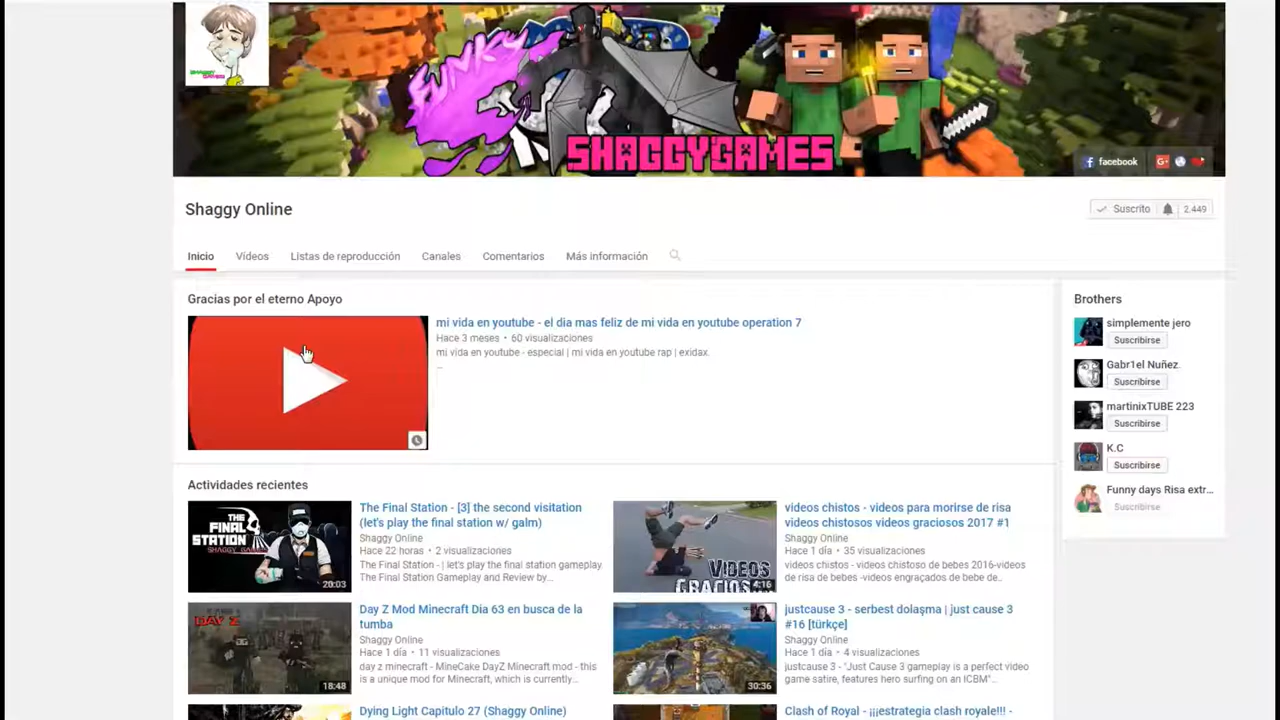 SHAGGYGAMES
facebook
Shaggy Online
Suscrito 2.449
Inicio Vídeos Listas de reproducción Canales Comentarios Más información
Gracias por el eterno Apoyo
mi vida en youtube - el dia mas feliz de mi vida en youtube operation 7
Hace 3 meses • 60 visualizaciones
mi vida en youtube - especial | mi vida en youtube rap | exidax.
...
Brothers
simplemente jero
Suscribirse
Gabr1el Nuñez
Suscribirse
martinixTUBE 223
Suscribirse
K.C
Suscribirse
Funny days Risa extr...
Suscribirse
Actividades recientes
THE FINAL STATION
SHAGGY GAMES
20:03
The Final Station - [3] the second visitation
(let's play the final station w/ galm)
Shaggy Online
Hace 22 horas • 2 visualizaciones
The Final Station - | let's play the final station gameplay
The Final Station Gameplay and Review by...
VIDEOS
GRACIOSOS
4:16
videos chistos - videos para morirse de risa
videos chistosos videos graciosos 2017 #1
Shaggy Online
Hace 1 día • 35 visualizaciones
videos chistos - videos chistoso de bebes 2016-videos
de risa de bebes -videos engraçados de bebe de..
DAY Z
18:48
Day Z Mod Minecraft Dia 63 en busca de la
tumba
Shaggy Online
Hace 1 día • 11 visualizaciones
day z minecraft - MineCake DayZ Minecraft mod - this
is a unique mod for Minecraft, which is currently...
30:36
justcause 3 - serbest dolaşma | just cause 3
#16 [türkçe]
Shaggy Online
Hace 1 día • 4 visualizaciones
justcause 3 - "Just Cause 3 gameplay is a perfect video
game satire, features hero surfing on an ICBM"...
Dying Light Capitulo 27 (Shaggy Online)
Clash of Royal - ¡¡¡estrategia clash royale!!! -